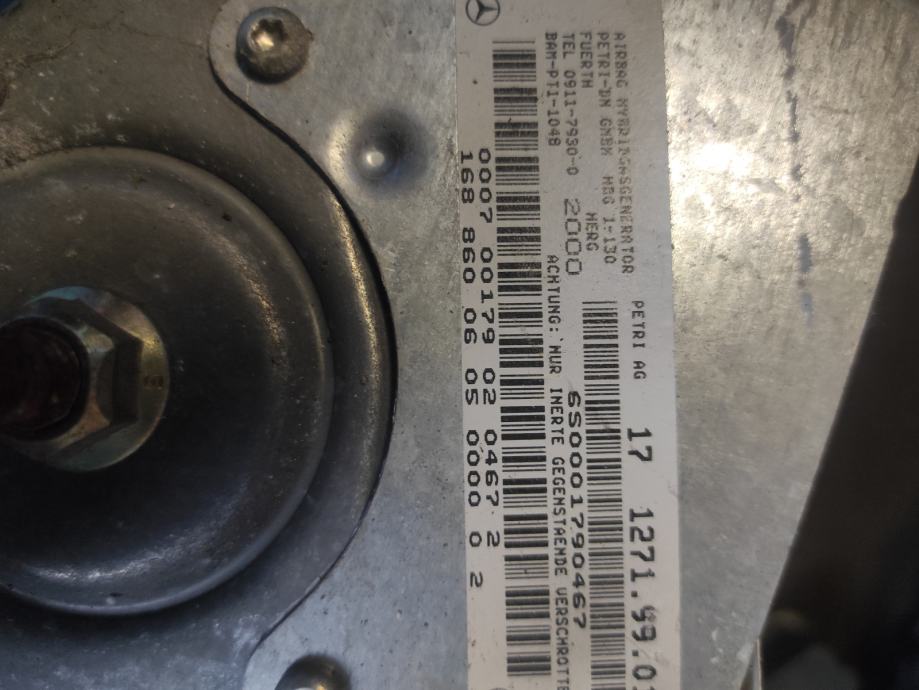 AIRBAG HYBRIDGASGENERATOR
PETRI-DN GMBH MBG 1-130
FUERTH HERG
TEL 0911-7930-0 2000
BAM-PT1-1048
PETRI AG
17 1271.99.01
6S0001790467
ACHTUNG: NUR INERTE GEGENSTAENDE VERSCHROTTE
0007 00179 02 0467 2
168 860 06 05 0000 0 2